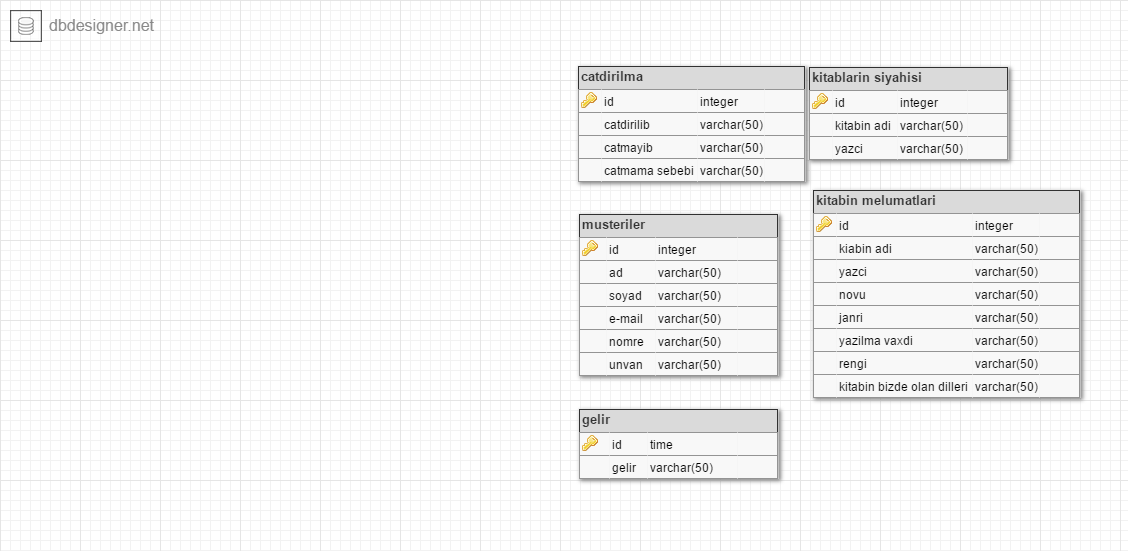 dbdesigner.net
catdirilma
id integer
catdirilib varchar(50)
catmayib varchar(50)
catmama sebebi varchar(50)
kitablarin siyahisi
id integer
kitabin adi varchar(50)
yazci varchar(50)
musteriler
id integer
ad varchar(50)
soyad varchar(50)
e-mail varchar(50)
nomre varchar(50)
unvan varchar(50)
kitabin melumatlari
id integer
kiabin adi varchar(50)
yazci varchar(50)
novu varchar(50)
janri varchar(50)
yazilma vaxdi varchar(50)
rengi varchar(50)
kitabin bizde olan dilleri varchar(50)
gelir
id time
gelir varchar(50)